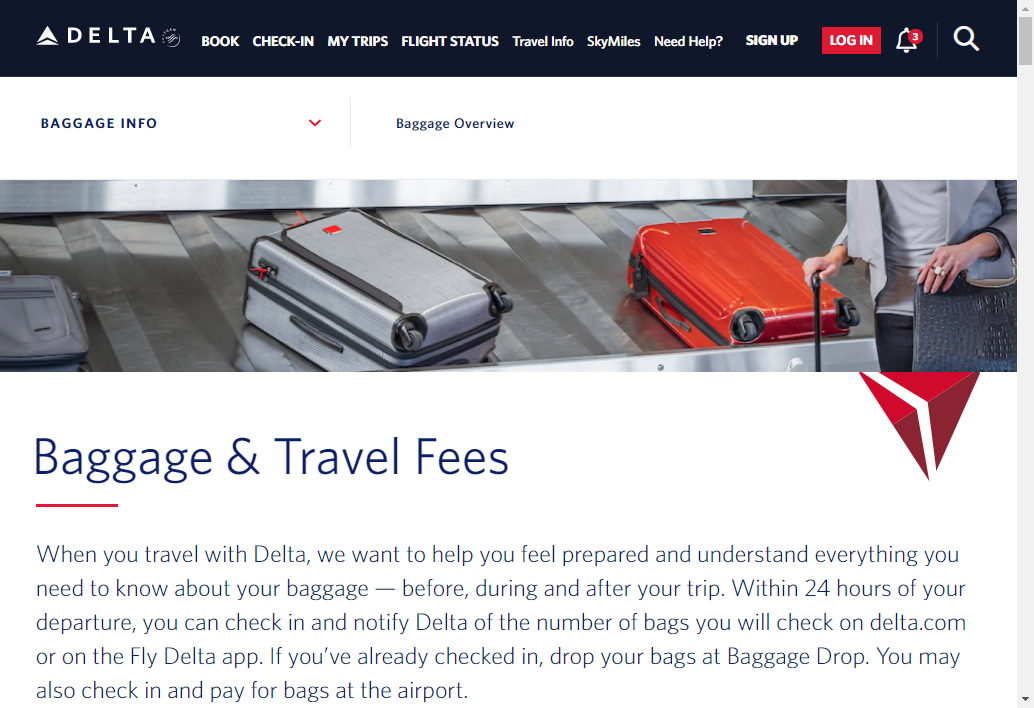 DELTA
BOOK CHECK-IN MY TRIPS FLIGHT STATUS Travel Info SkyMiles Need Help? SIGN UP LOG IN 3
BAGGAGE INFO
Baggage Overview
Baggage & Travel Fees
When you travel with Delta, we want to help you feel prepared and understand everything you
need to know about your baggage — before, during and after your trip. Within 24 hours of your
departure, you can check in and notify Delta of the number of bags you will check on delta.com
or on the Fly Delta app. If you’ve already checked in, drop your bags at Baggage Drop. You may
also check in and pay for bags at the airport.